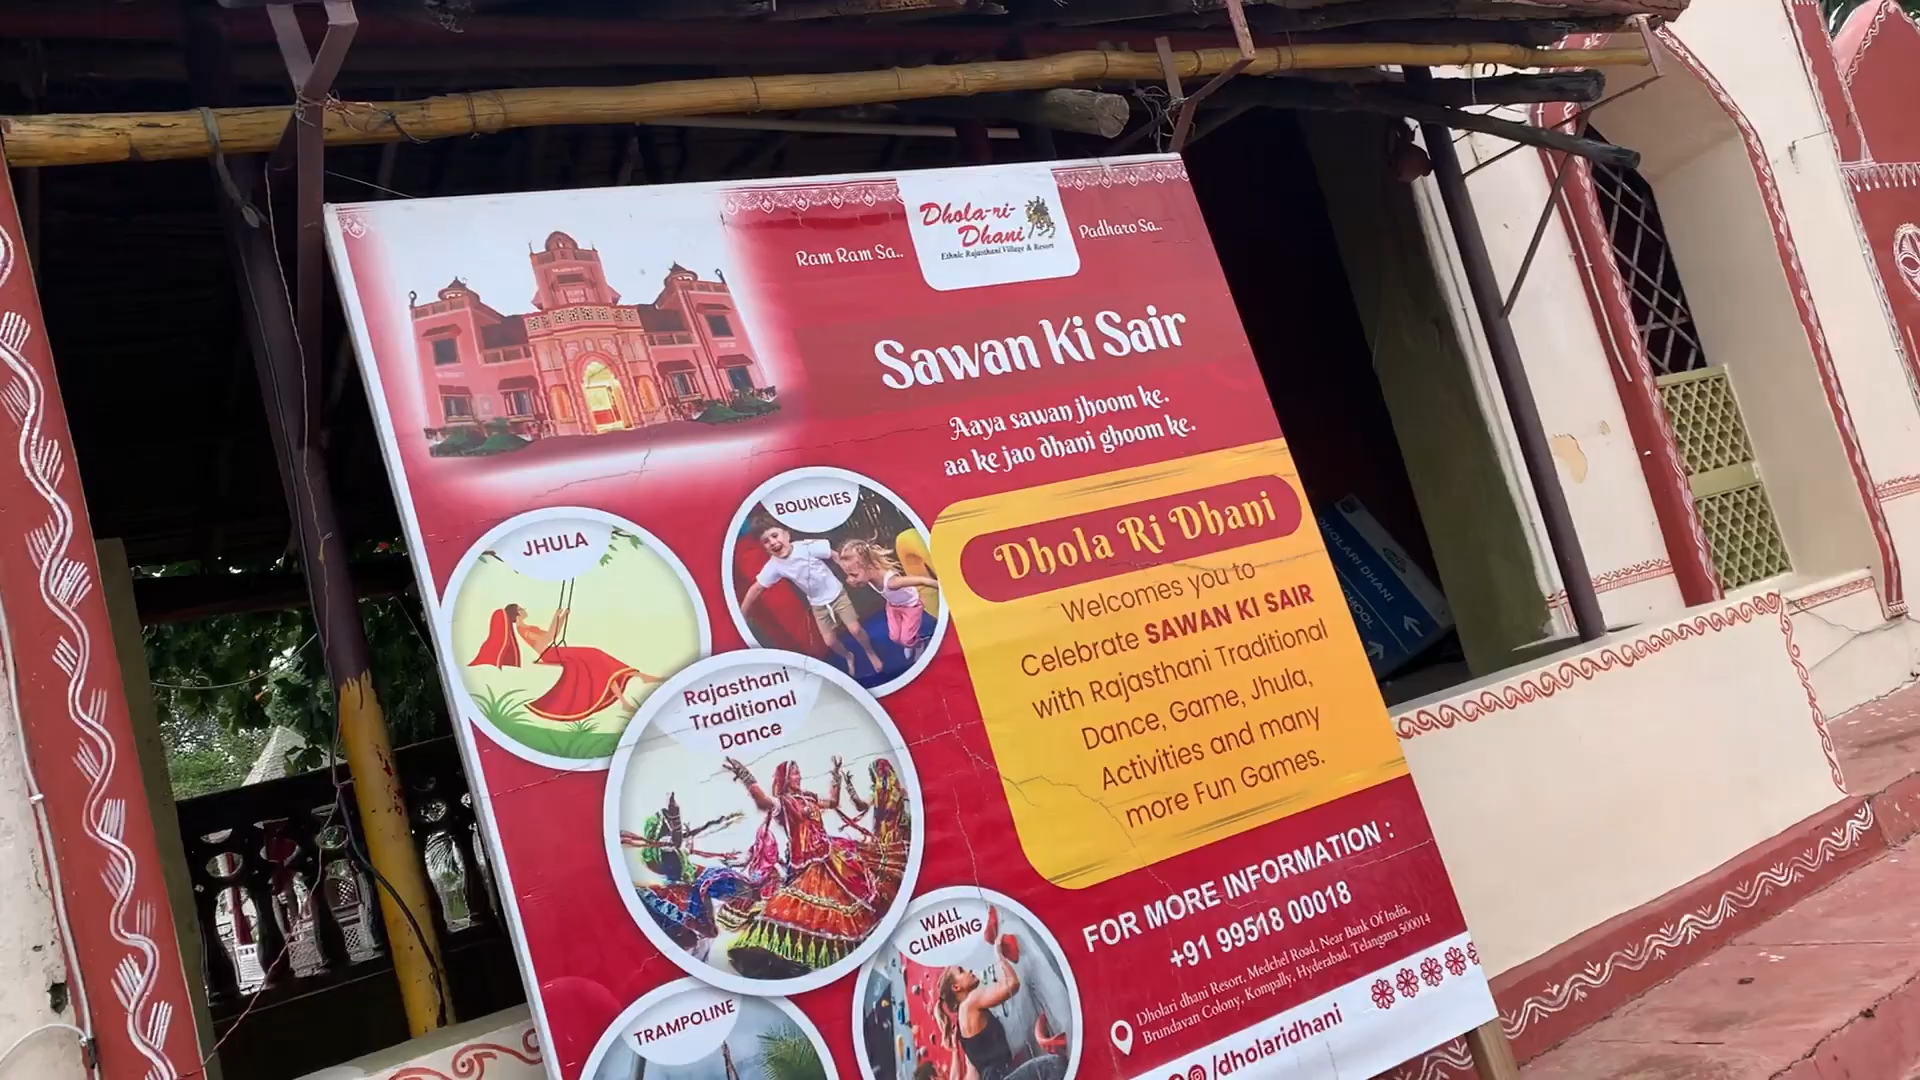 Ram Ram Sa..
Dhola-ri-
Dhani
Ethnic Rajasthani Village & Resort
Padharo Sa..
Sawan Ki Sair
Aaya sawan jhoom ke.
aa ke jao dhani ghoom ke.
JHULA
BOUNCIES
Rajasthani
Traditional
Dance
WALL
CLIMBING
TRAMPOLINE
Dhola Ri Dhani
Welcomes you to
Celebrate SAWAN KI SAIR
with Rajasthani Traditional
Dance, Game, Jhula,
Activities and many
more Fun Games.
FOR MORE INFORMATION :
+91 99518 00018
Dholari dhani Resort, Medchel Road, Near Bank Of India,
Brundavan Colony, Kompally, Hyderabad, Telangana 500014
/dholaridhani
DHOLARI DHANI
SCHOOL